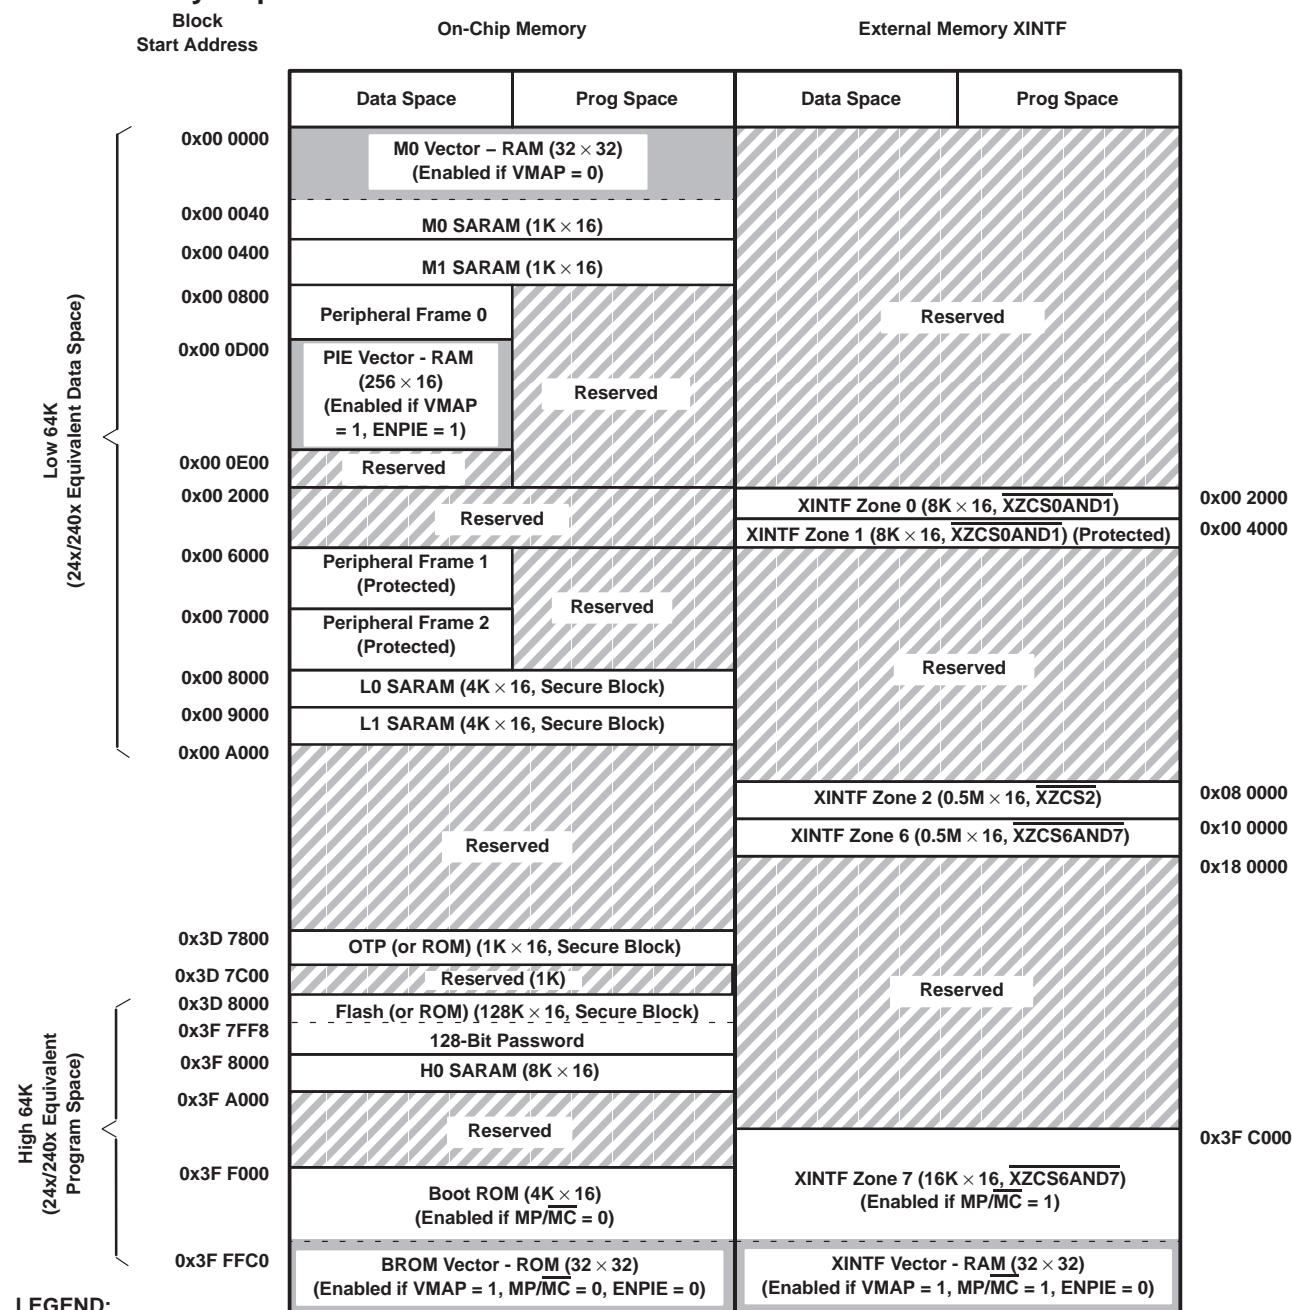 Block
Start Address
On-Chip Memory
External Memory XINTF
Data Space
Prog Space
Data Space
Prog Space
Low 64K
(24x/240x Equivalent Data Space)
0x00 0000
M0 Vector – RAM (32 × 32)
(Enabled if VMAP = 0)
0x00 0040
M0 SARAM (1K × 16)
0x00 0400
M1 SARAM (1K × 16)
0x00 0800
Peripheral Frame 0
Reserved
0x00 0D00
PIE Vector - RAM
(256 × 16)
(Enabled if VMAP
= 1, ENPIE = 1)
Reserved
0x00 0E00
Reserved
0x00 2000
Reserved
XINTF Zone 0 (8K × 16, XZCS0AND1)
0x00 2000
XINTF Zone 1 (8K × 16, XZCS0AND1) (Protected)
0x00 4000
0x00 6000
Peripheral Frame 1
(Protected)
Reserved
0x00 7000
Peripheral Frame 2
(Protected)
Reserved
0x00 8000
L0 SARAM (4K × 16, Secure Block)
0x00 9000
L1 SARAM (4K × 16, Secure Block)
0x00 A000
XINTF Zone 2 (0.5M × 16, XZCS2)
0x08 0000
XINTF Zone 6 (0.5M × 16, XZCS6AND7)
0x10 0000
Reserved
0x18 0000
0x3D 7800
OTP (or ROM) (1K × 16, Secure Block)
0x3D 7C00
Reserved (1K)
Reserved
High 64K
(24x/240x Equivalent
Program Space)
0x3D 8000
Flash (or ROM) (128K × 16, Secure Block)
0x3F 7FF8
128-Bit Password
0x3F 8000
H0 SARAM (8K × 16)
0x3F A000
Reserved
0x3F C000
0x3F F000
Boot ROM (4K × 16)
(Enabled if MP/MC = 0)
XINTF Zone 7 (16K × 16, XZCS6AND7)
(Enabled if MP/MC = 1)
0x3F FFC0
BROM Vector - ROM (32 × 32)
(Enabled if VMAP = 1, MP/MC = 0, ENPIE = 0)
XINTF Vector - RAM (32 × 32)
(Enabled if VMAP = 1, MP/MC = 1, ENPIE = 0)
LEGEND: